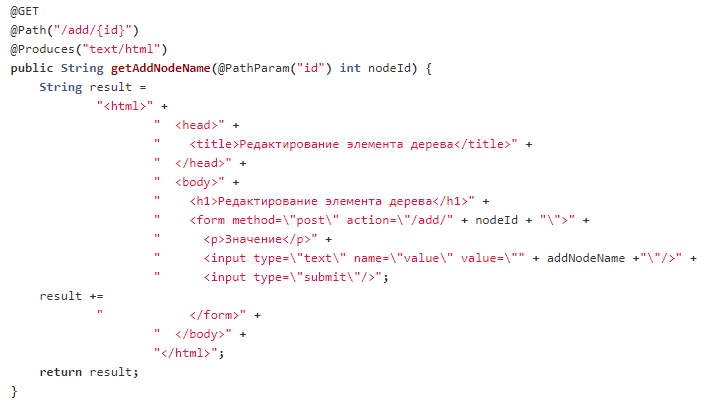 @GET
@Path("/add/{id}")
@Produces("text/html")
public String getAddNodeName(@PathParam("id") int nodeId) {
    String result =
            "<html>" +
                    "  <head>" +
                    "    <title>Редактирование элемента дерева</title>" +
                    "  </head>" +
                    "  <body>" +
                    "    <h1>Редактирование элемента дерева</h1>" +
                    "    <form method=\"post\" action=\"/add/" + nodeId + "\">" +
                    "      <p>Значение</p>" +
                    "      <input type=\"text\" name=\"value\" value=\"" + addNodeName +"\"/>" +
                    "      <input type=\"submit\"/>";
    result +=
            "            </form>" +
                    "  </body>" +
                    "</html>";
    return result;
}